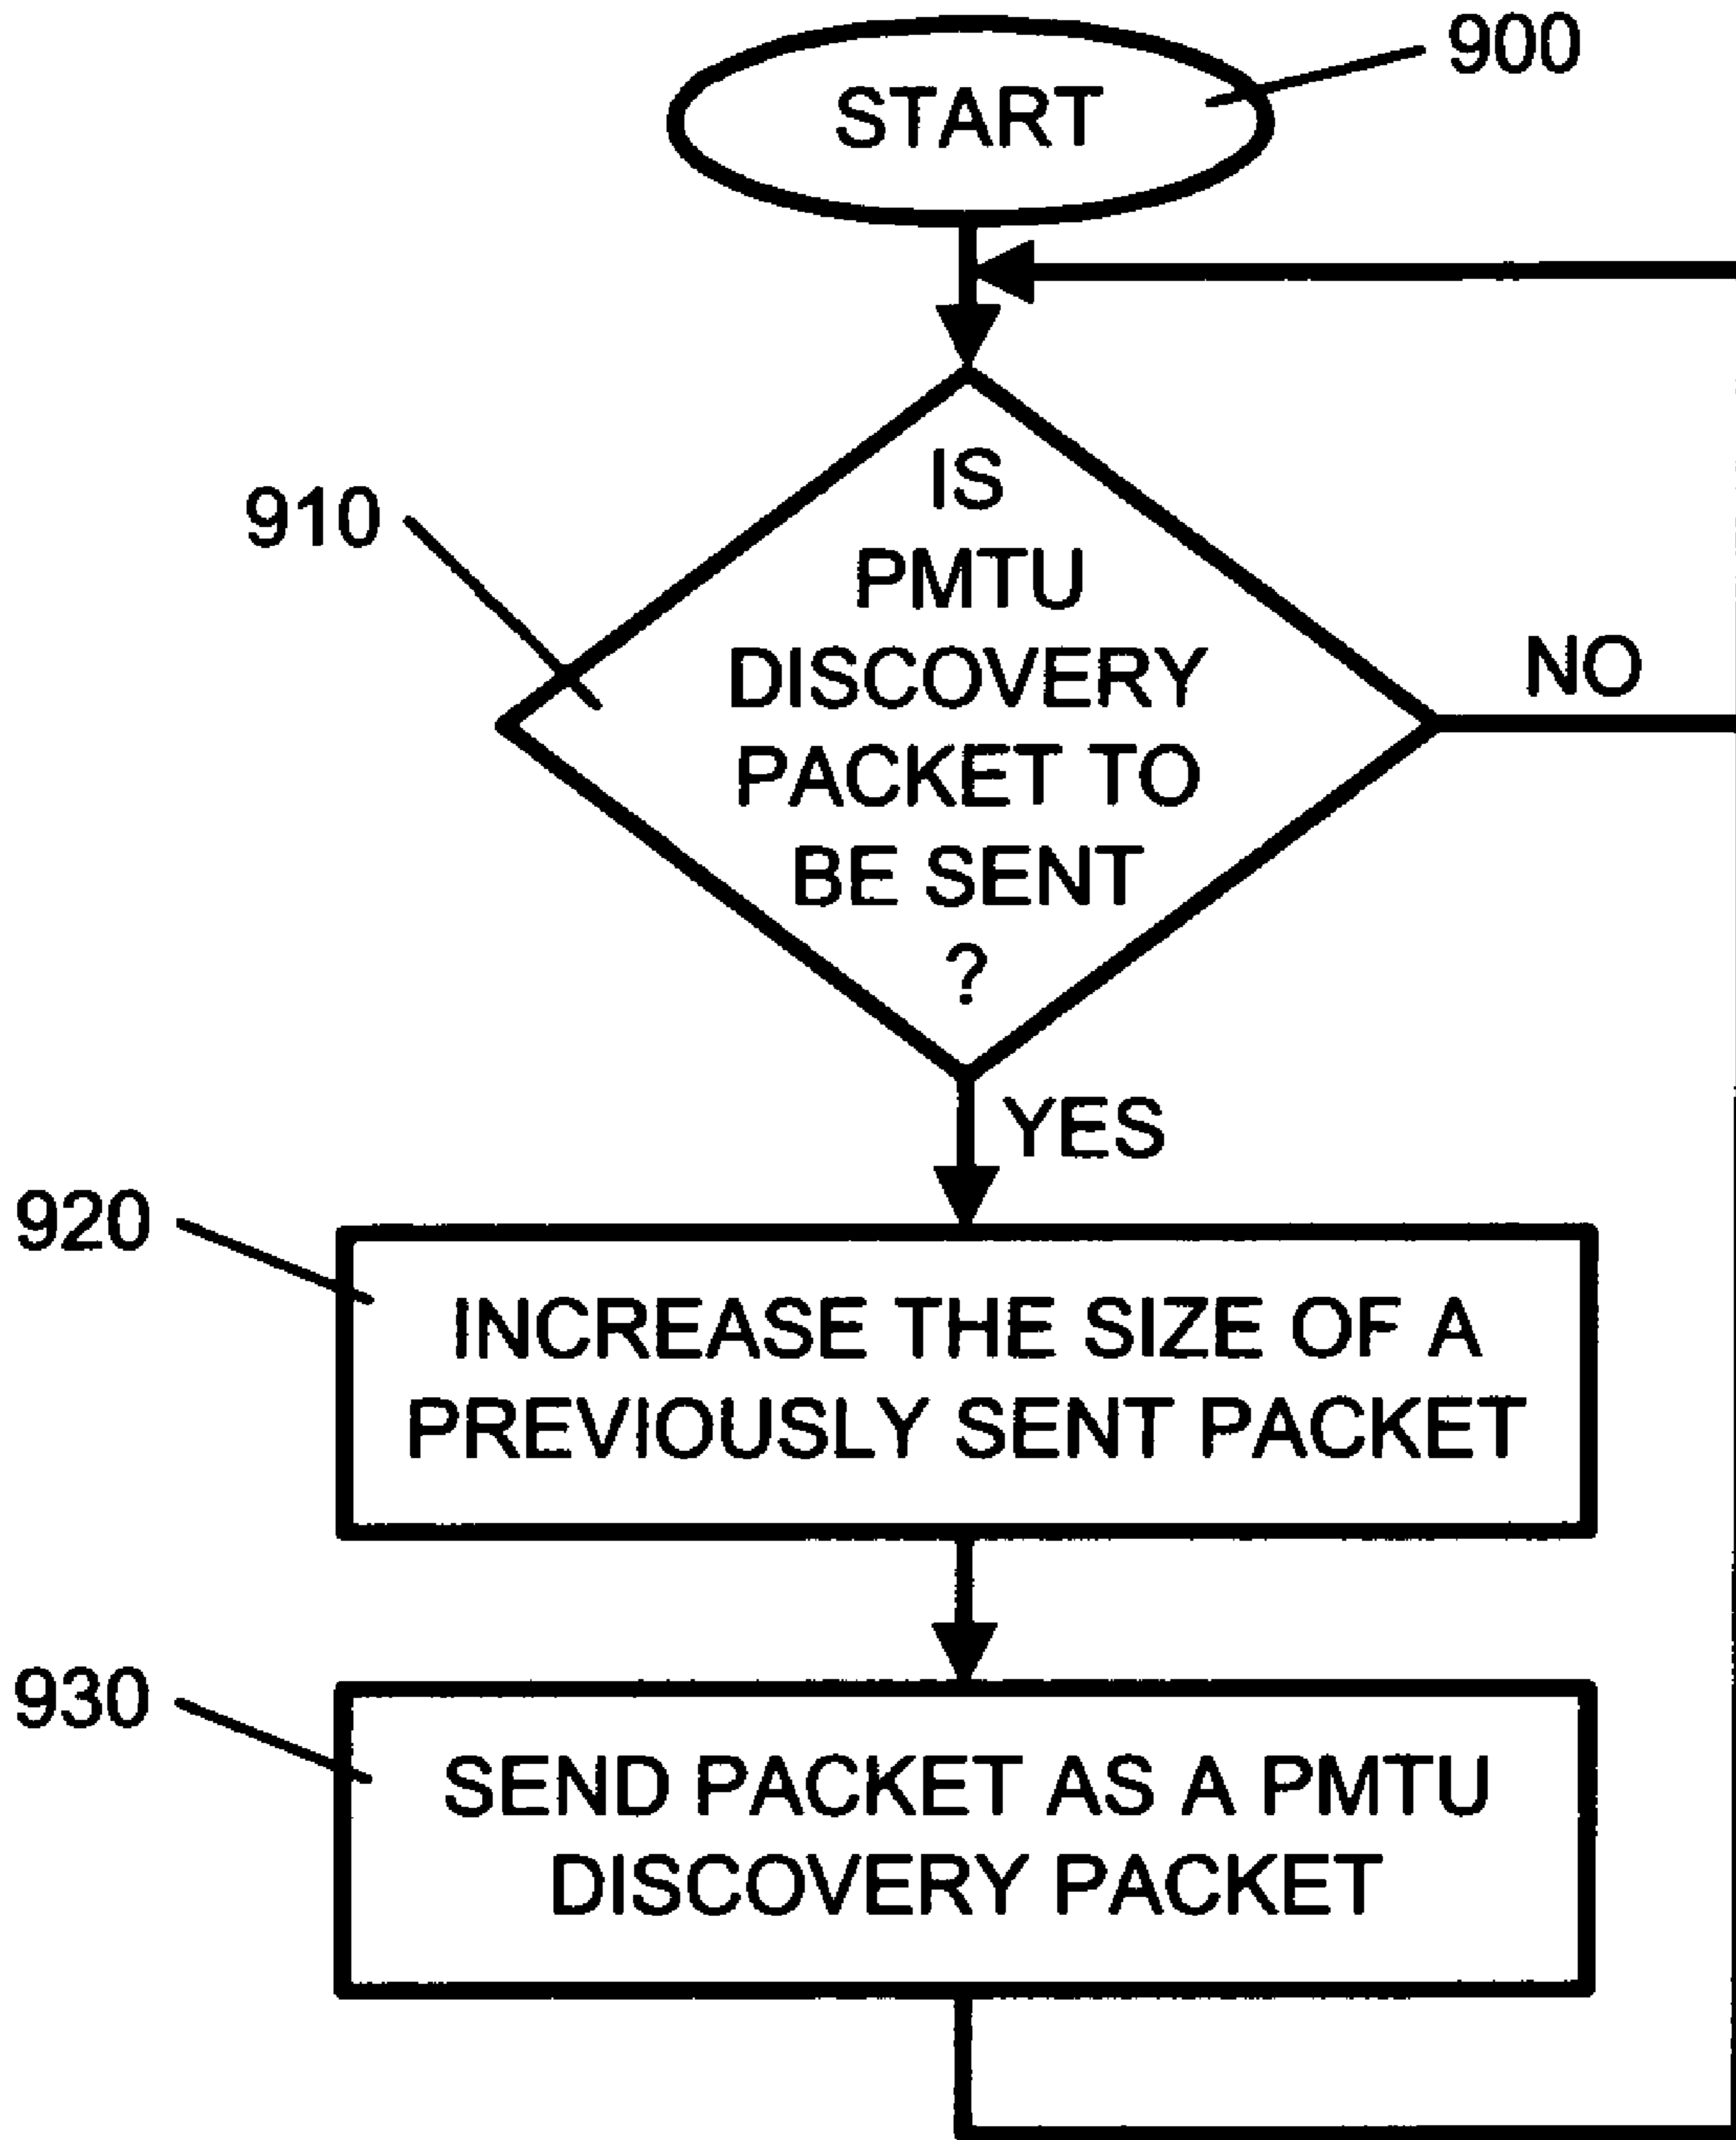 900
START
910
IS
PMTU
DISCOVERY
PACKET TO
BE SENT
?
NO
YES
920
INCREASE THE SIZE OF A
PREVIOUSLY SENT PACKET
930
SEND PACKET AS A PMTU
DISCOVERY PACKET